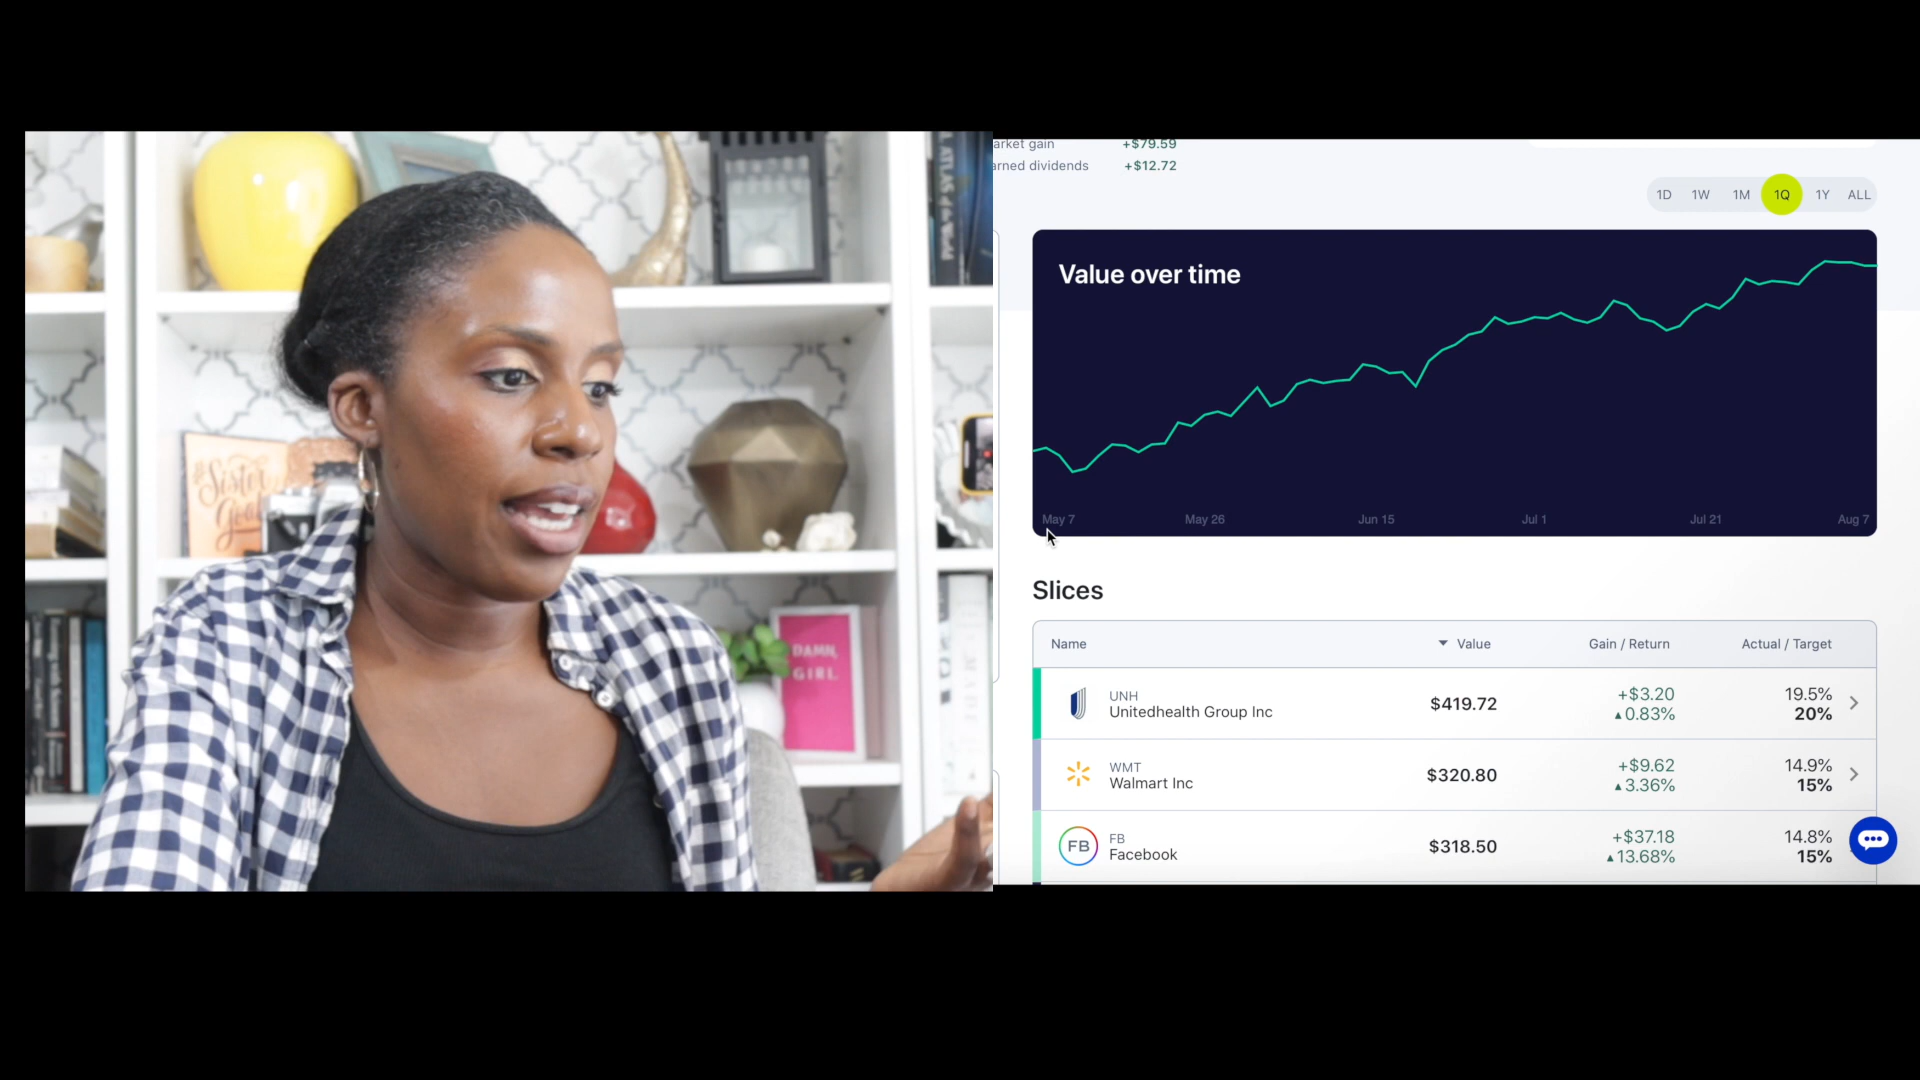 #Sister
Goals
DAMN,
GIRL.
arket gain +$79.59
arned dividends +$12.72
1D 1W 1M 1Q 1Y ALL
Value over time
May 7 May 26 Jun 15 Jul 1 Jul 21 Aug 7
Slices
Name Value Gain / Return Actual / Target
UNH
Unitedhealth Group Inc
$419.72
+$3.20
▲0.83%
19.5%
20%
WMT
Walmart Inc
$320.80
+$9.62
▲3.36%
14.9%
15%
FB
FB
Facebook
$318.50
+$37.18
▲13.68%
14.8%
15%